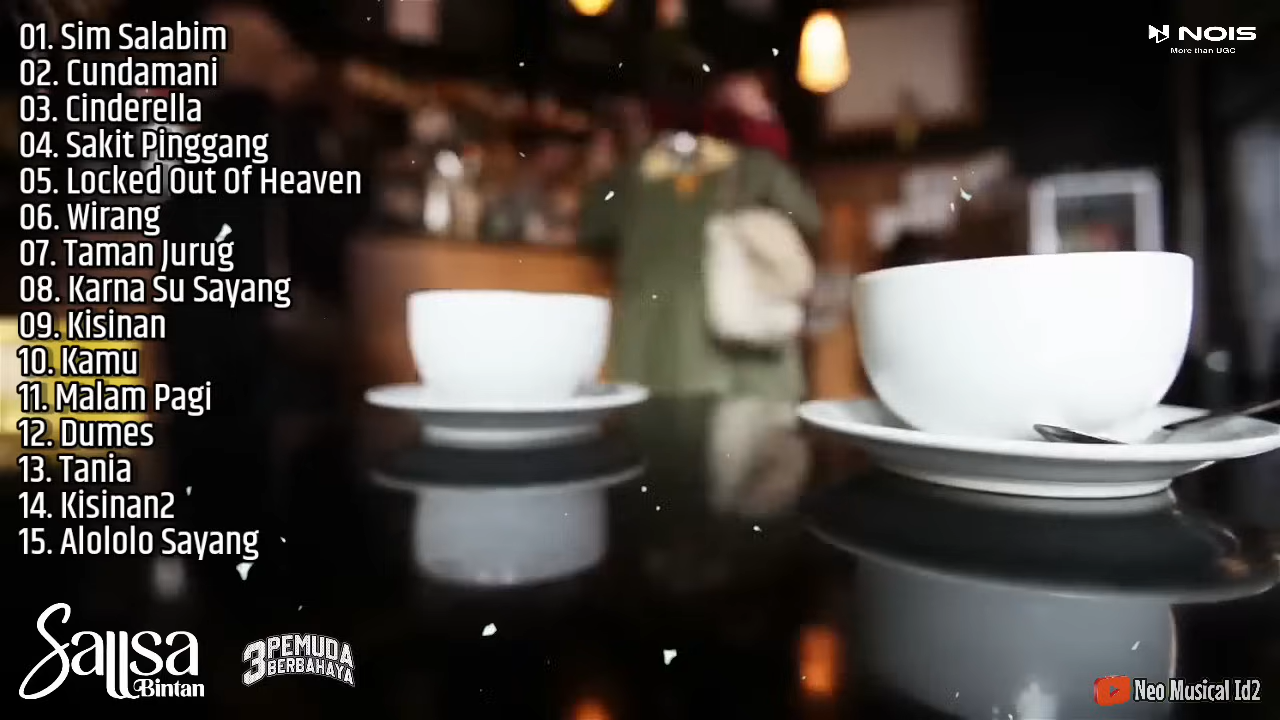 01. Sim Salabim
02. Cundamani
03. Cinderella
04. Sakit Pinggang
05. Locked Out Of Heaven
06. Wirang
07. Taman Jurug
08. Karna Su Sayang
09. Kisinan
10. Kamu
11. Malam Pagi
12. Dumes
13. Tania
14. Kisinan2
15. Alololo Sayang
NOIS
More than UGC
Sallsa
Bintan
3 PEMUDA
BERBAHAYA
Neo Musical Id2